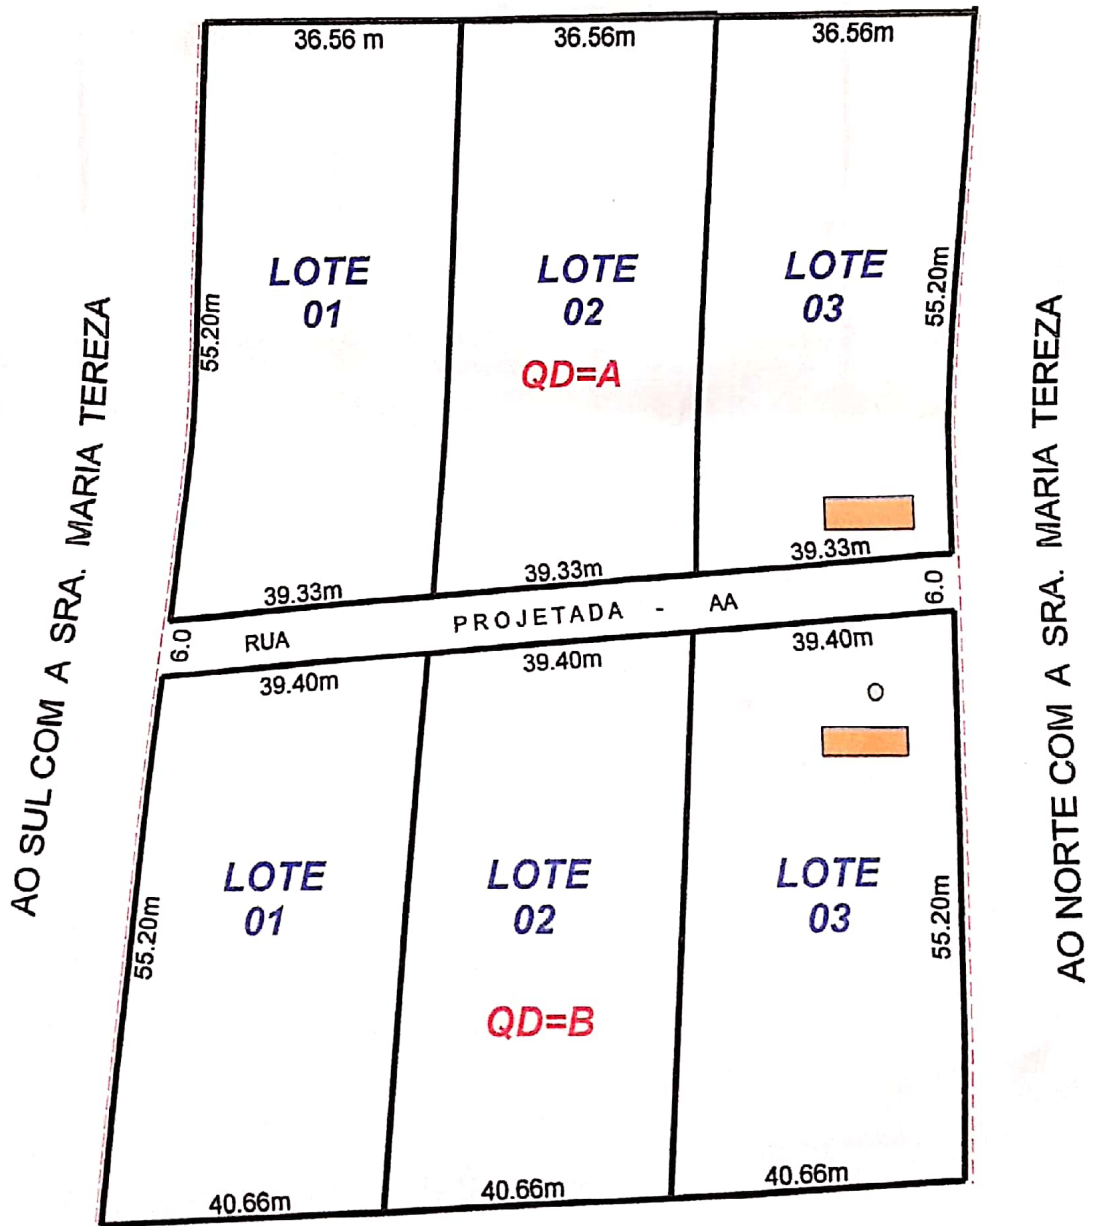 36.56 m
36.56m
36.56m
LOTE
01
LOTE
02
LOTE
03
55.20m
55.20m
QD=A
AO SUL COM A SRA. MARIA TEREZA
AO NORTE COM A SRA. MARIA TEREZA
39.33m
39.33m
39.33m
6.0
RUA PROJETADA - AA
6.0
39.40m
39.40m
39.40m
LOTE
01
LOTE
02
LOTE
03
55.20m
55.20m
QD=B
40.66m
40.66m
40.66m